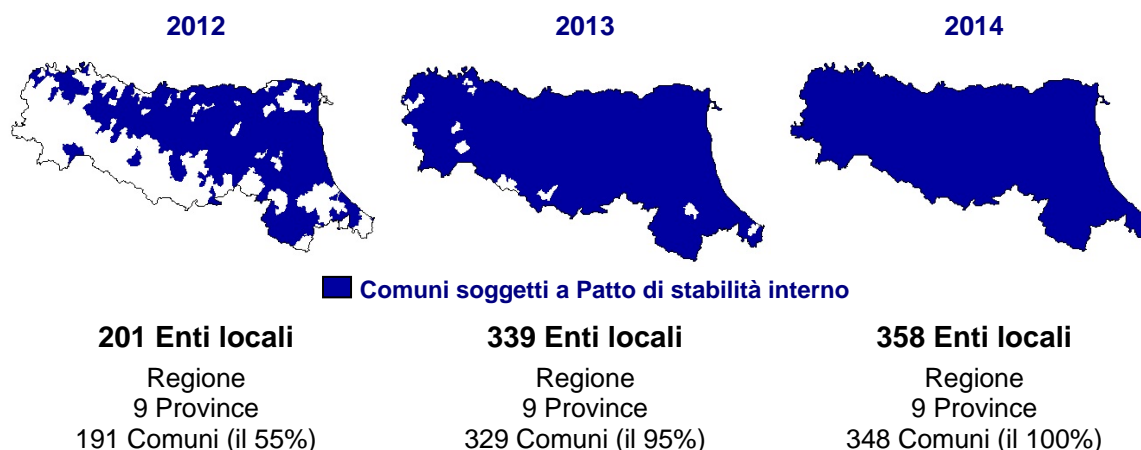 2012
2013
2014
Comuni soggetti a Patto di stabilità interno
201 Enti locali
Regione
9 Province
191 Comuni (il 55%)
339 Enti locali
Regione
9 Province
329 Comuni (il 95%)
358 Enti locali
Regione
9 Province
348 Comuni (il 100%)